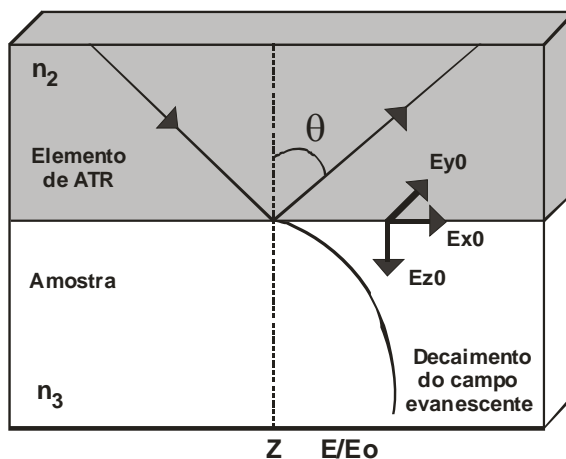 n2
θ
Elemento
de ATR
Ey0
Ex0
Ez0
Amostra
Decaimento
do campo
evanescente
n3
Z
E/Eo